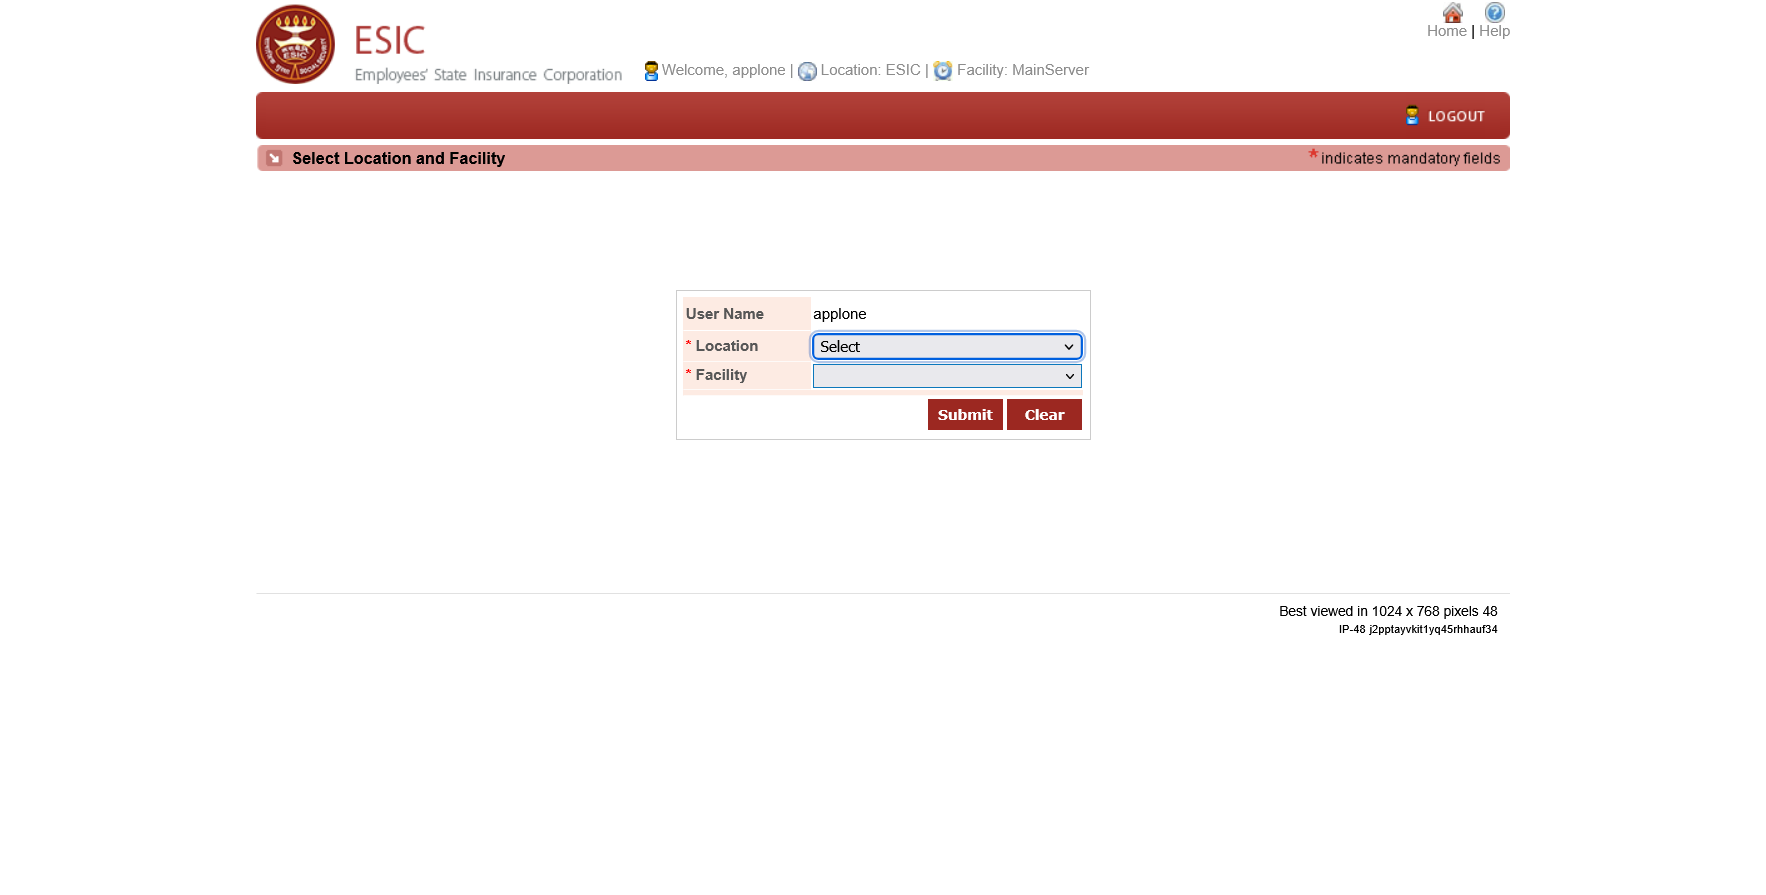 ESIC
Employees' State Insurance Corporation
Welcome, applone | Location: ESIC | Facility: MainServer
Home | Help
LOGOUT
Select Location and Facility
*indicates mandatory fields
User Name applone
* Location Select
* Facility
Submit Clear
Best viewed in 1024 x 768 pixels 48
IP-48 j2pptayvkit1yq45rhhauf34